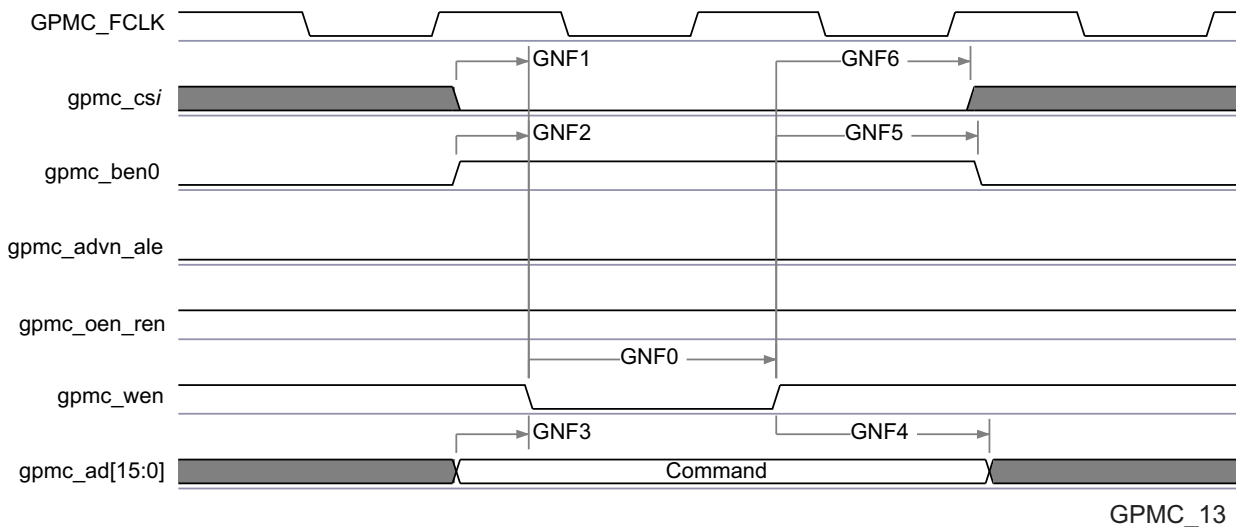 GPMC_FCLK
GNF1
GNF6
gpmc_csi
GNF2
GNF5
gpmc_ben0
gpmc_advn_ale
gpmc_oen_ren
GNF0
gpmc_wen
GNF3
GNF4
gpmc_ad[15:0]
Command
GPMC_13